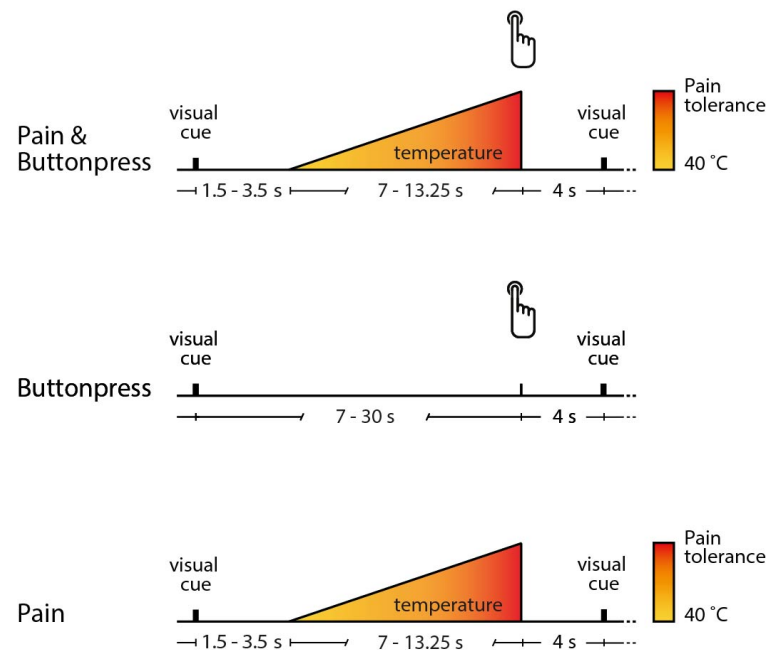 visual
cue
visual
cue
Pain
tolerance
Pain &
Buttonpress
temperature
40 ˚C
1.5 - 3.5 s
7 - 13.25 s
4 s
visual
cue
visual
cue
Buttonpress
7 - 30 s
4 s
visual
cue
visual
cue
Pain
tolerance
Pain
temperature
40 ˚C
1.5 - 3.5 s
7 - 13.25 s
4 s